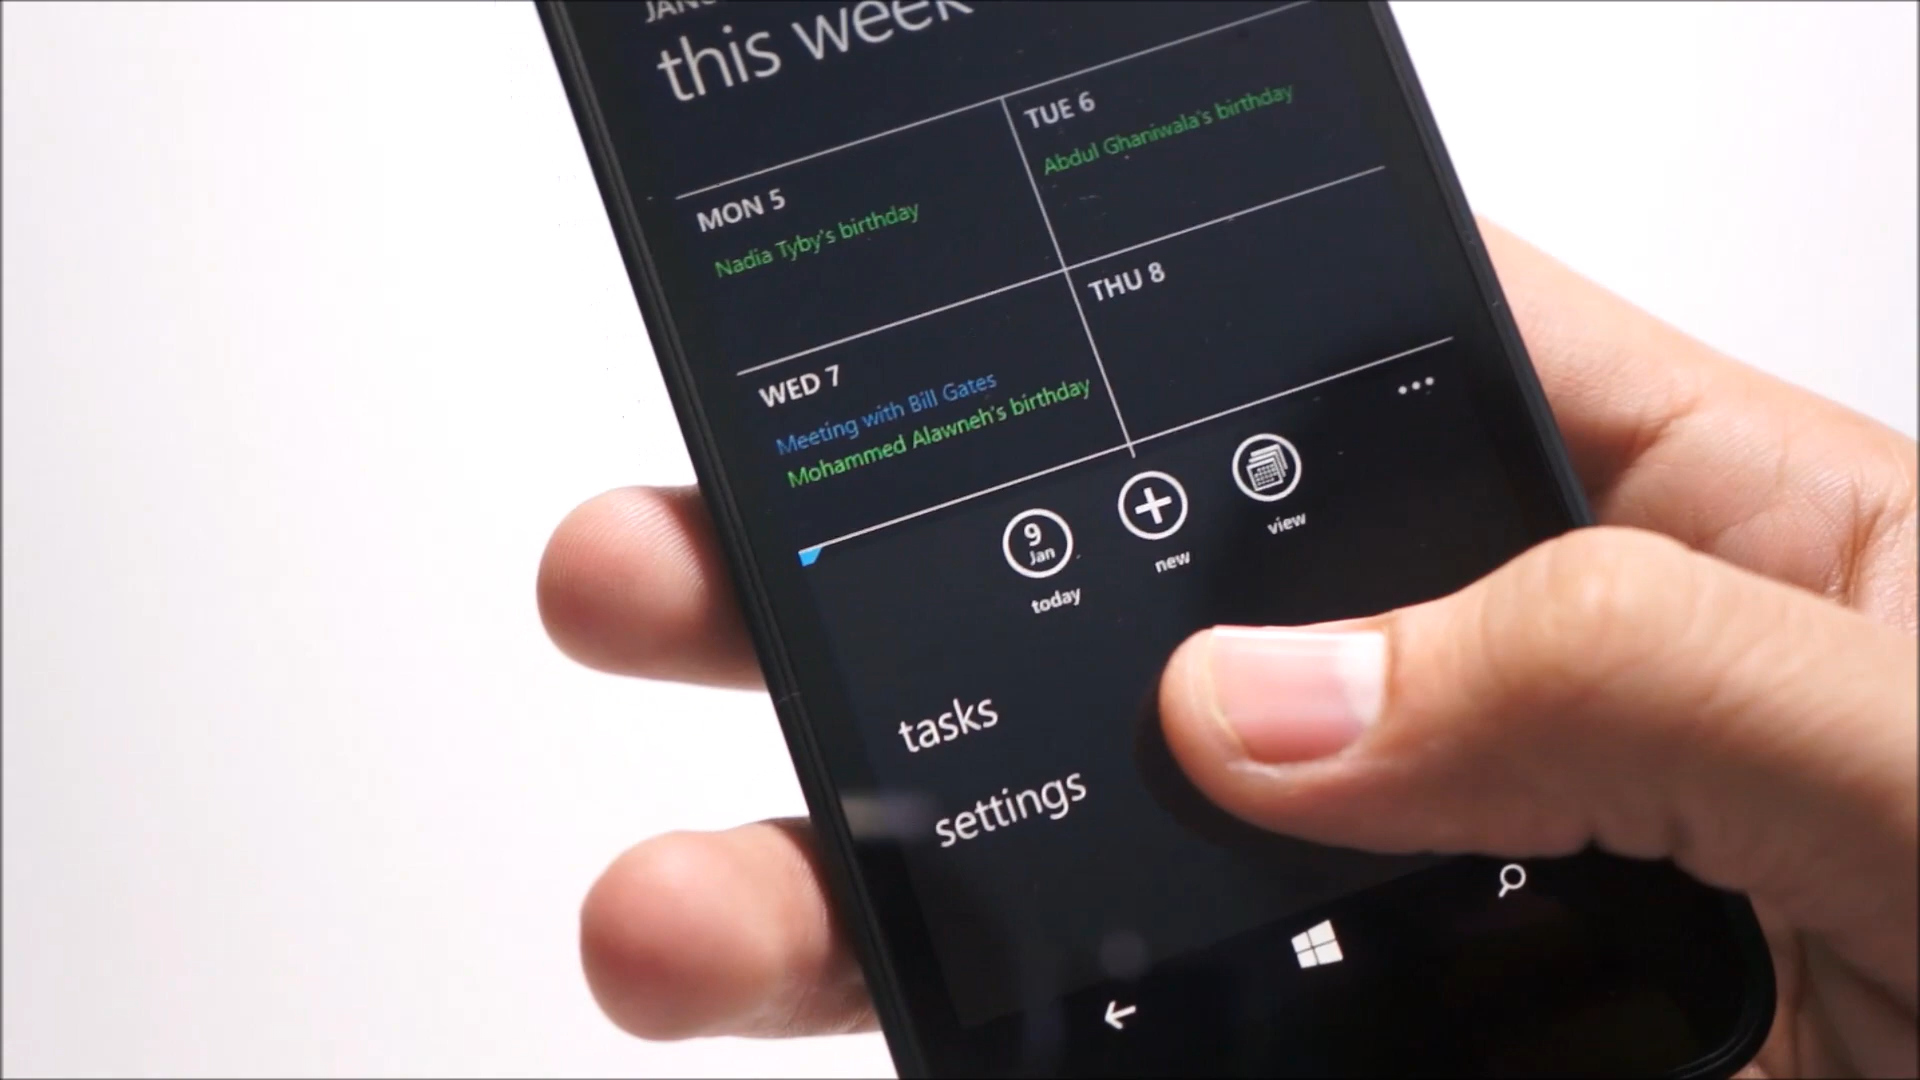 this week
MON 5
Nadia Tyby's birthday
TUE 6
Abdul Ghaniwala's birthday
WED 7
Meeting with Bill Gates
Mohammed Alawneh's birthday
THU 8
9
Jan
today
new
view
tasks
settings